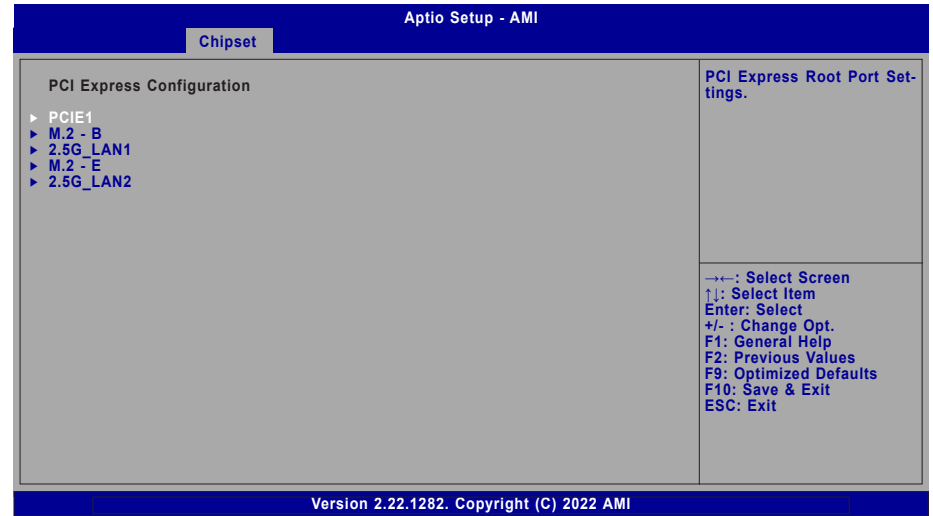 Aptio Setup - AMI
Chipset
PCI Express Configuration
▶ PCIE1
▶ M.2 - B
▶ 2.5G_LAN1
▶ M.2 - E
▶ 2.5G_LAN2
PCI Express Root Port Set-
tings.
→←: Select Screen
↑↓: Select Item
Enter: Select
+/- : Change Opt.
F1: General Help
F2: Previous Values
F9: Optimized Defaults
F10: Save & Exit
ESC: Exit
Version 2.22.1282. Copyright (C) 2022 AMI